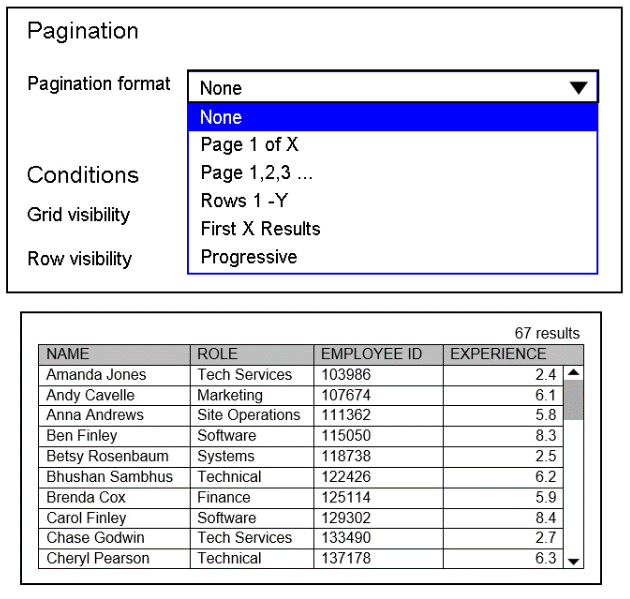 Pagination
Pagination format None
None
Page 1 of X
Page 1,2,3 ...
Rows 1 -Y
First X Results
Progressive
Conditions
Grid visibility
Row visibility
67 results
NAME ROLE EMPLOYEE ID EXPERIENCE
Amanda Jones Tech Services 103986 2.4
Andy Cavelle Marketing 107674 6.1
Anna Andrews Site Operations 111362 5.8
Ben Finley Software 115050 8.3
Betsy Rosenbaum Systems 118738 2.5
Bhushan Sambhus Technical 122426 6.2
Brenda Cox Finance 125114 5.9
Carol Finley Software 129302 8.4
Chase Godwin Tech Services 133490 2.7
Cheryl Pearson Technical 137178 6.3